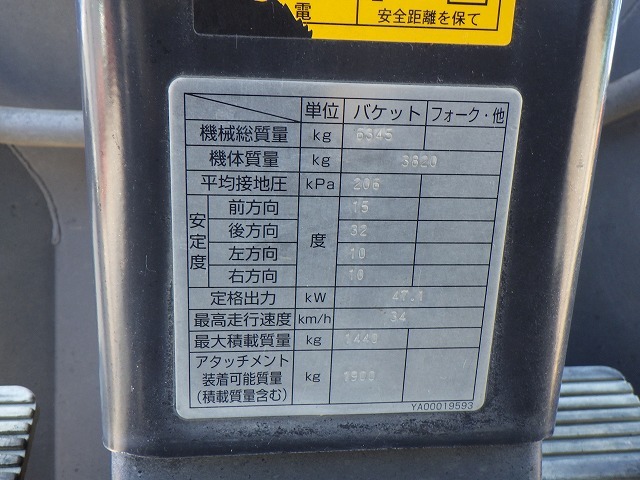 電
安全距離を保て
単位 バケット フォーク・他
機械総質量 kg 6345
機体質量 kg 3820
平均接地圧 kPa 206
安定度 度
前方向 15
後方向 32
左方向 10
右方向 10
定格出力 kW
最高走行速度 km/h
最大積載質量 kg 1440
アタッチメント
装着可能質量 kg
(積載質量含む)
YA00019593